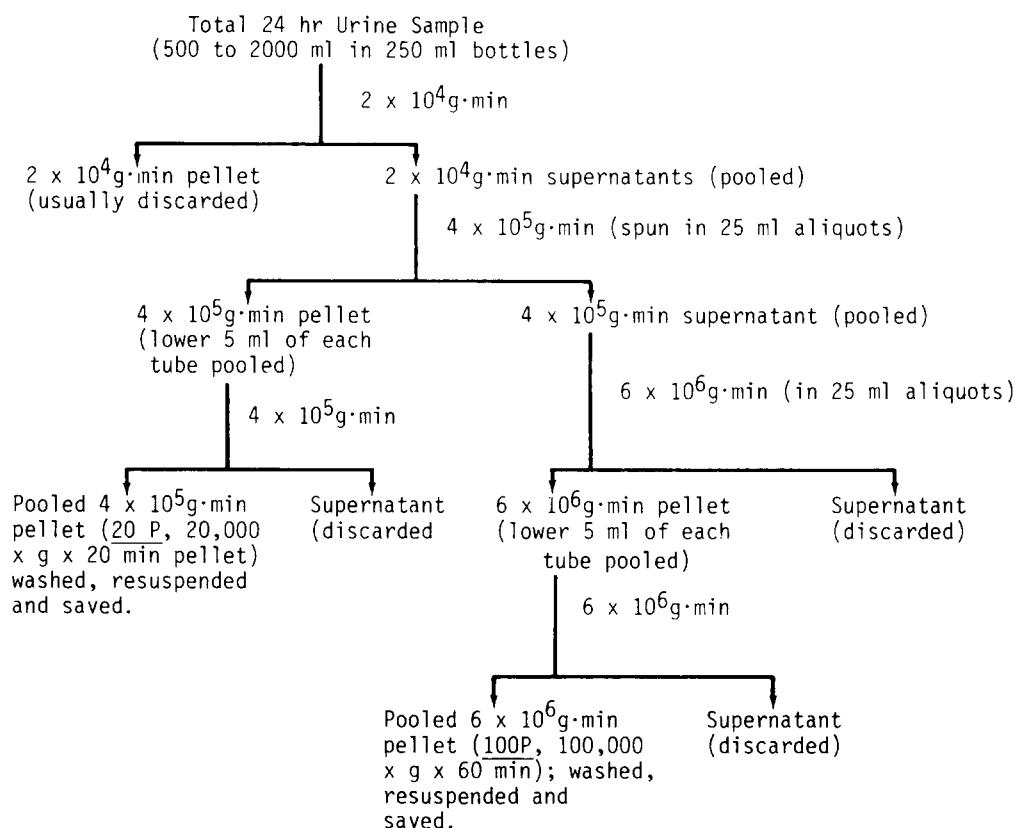 Total 24 hr Urine Sample
(500 to 2000 ml in 250 ml bottles)
2 x 10⁴g·min
2 x 10⁴g·min pellet
(usually discarded)
2 x 10⁴g·min supernatants (pooled)
4 x 10⁵g·min (spun in 25 ml aliquots)
4 x 10⁵g·min pellet
(lower 5 ml of each
tube pooled)
4 x 10⁵g·min supernatant (pooled)
4 x 10⁵g·min
6 x 10⁶g·min (in 25 ml aliquots)
Pooled 4 x 10⁵g·min
pellet (20 P, 20,000
x g x 20 min pellet)
washed, resuspended
and saved.
Supernatant
(discarded
6 x 10⁶g·min pellet
(lower 5 ml of each
tube pooled)
Supernatant
(discarded)
6 x 10⁶g·min
Pooled 6 x 10⁶g·min
pellet (100P, 100,000
x g x 60 min); washed,
resuspended and
saved.
Supernatant
(discarded)